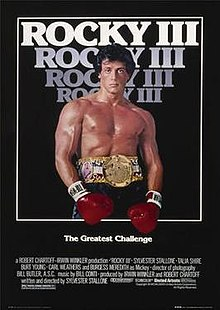 ROCKY III
ROCKY III
ROCKY III
ROCKY III
The Greatest Challenge
A ROBERT CHARTOFF-IRWIN WINKLER PRODUCTION "ROCKY III" SYLVESTER STALLONE · TALIA SHIRE
BURT YOUNG · CARL WEATHERS and BURGESS MEREDITH as Mickey · director of photography
BILL BUTLER, A.S.C. music by BILL CONTI · produced by IRWIN WINKLER and ROBERT CHARTOFF
written and directed by SYLVESTER STALLONE
United Artists